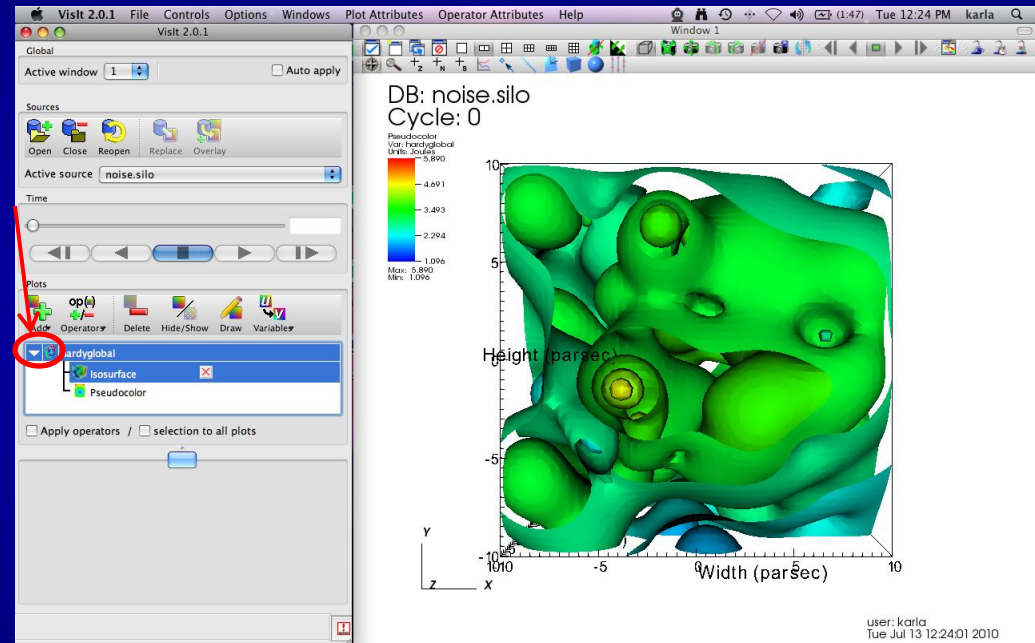 VisIt 2.0.1 File Controls Options Windows Plot Attributes Operator Attributes Help (1:47) Tue 12:24 PM karla
VisIt 2.0.1
Global
Active window 1 Auto apply
Sources
Open Close Reopen Replace Overlay
Active source noise.silo
Time
Plots
Add Operators Delete Hide/Show Draw Variables
hardyglobal
Isosurface
Pseudocolor
Apply operators / selection to all plots
Window 1
DB: noise.silo
Cycle: 0
Pseudocolor
Var: hardyglobal
Units: Joules
5.890
4.691
3.493
2.294
1.096
Max: 5.890
Min: 1.096
10
5
Height (parsec)
-5
-10
-5 0 5 10
Width (parsec)
Y
Z X
user: karla
Tue Jul 13 12:24:01 2010